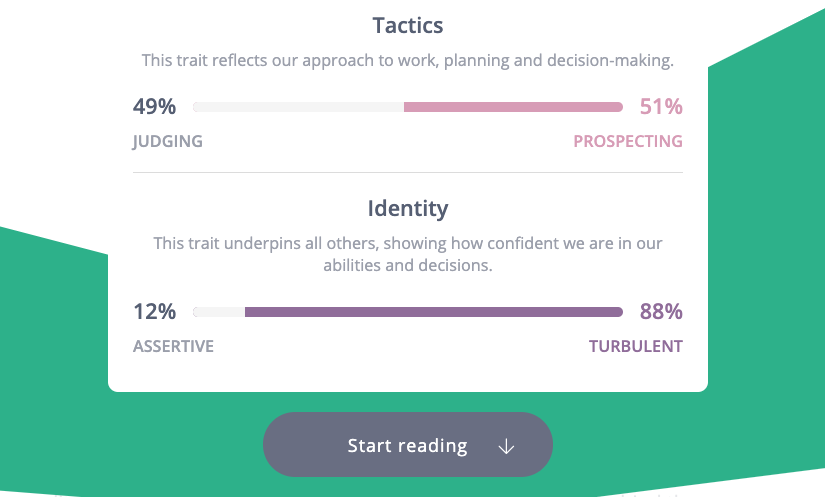 Tactics
This trait reflects our approach to work, planning and decision-making.
49% 51%
JUDGING PROSPECTING
Identity
This trait underpins all others, showing how confident we are in our
abilities and decisions.
12% 88%
ASSERTIVE TURBULENT
Start reading